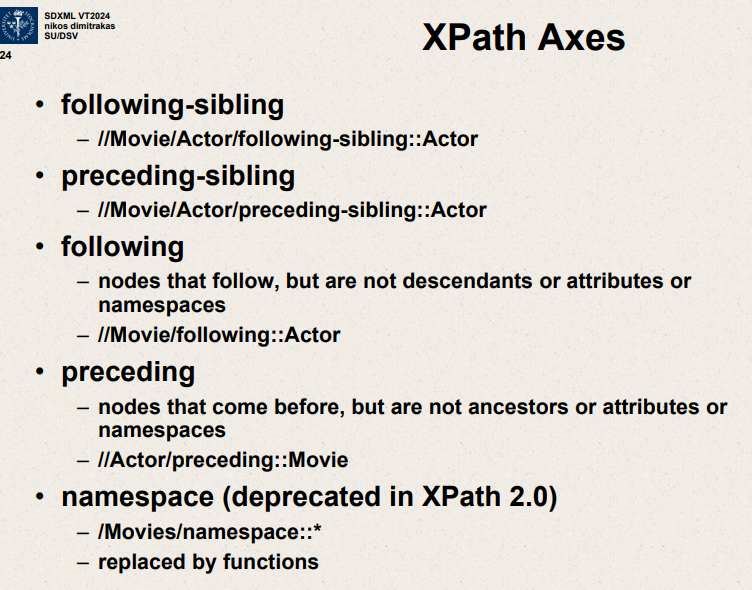 SDXML VT2024
nikos dimitrakas
SU/DSV
24
XPath Axes
• following-sibling
– //Movie/Actor/following-sibling::Actor
• preceding-sibling
– //Movie/Actor/preceding-sibling::Actor
• following
– nodes that follow, but are not descendants or attributes or
namespaces
– //Movie/following::Actor
• preceding
– nodes that come before, but are not ancestors or attributes or
namespaces
– //Actor/preceding::Movie
• namespace (deprecated in XPath 2.0)
– /Movies/namespace::*
– replaced by functions